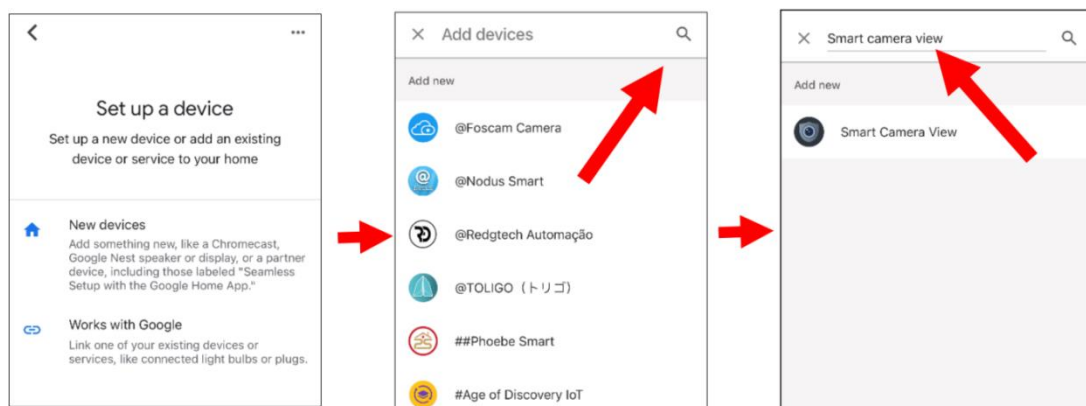 Set up a device
Set up a new device or add an existing
device or service to your home
New devices
Add something new, like a Chromecast,
Google Nest speaker or display, or a partner
device, including those labeled "Seamless
Setup with the Google Home App."
Works with Google
Link one of your existing devices or
services, like connected light bulbs or plugs.
Add devices
Add new
@Foscam Camera
@Nodus Smart
@Redgtech Automação
@TOLIGO (トリゴ)
##Phoebe Smart
#Age of Discovery IoT
Smart camera view
Add new
Smart Camera View